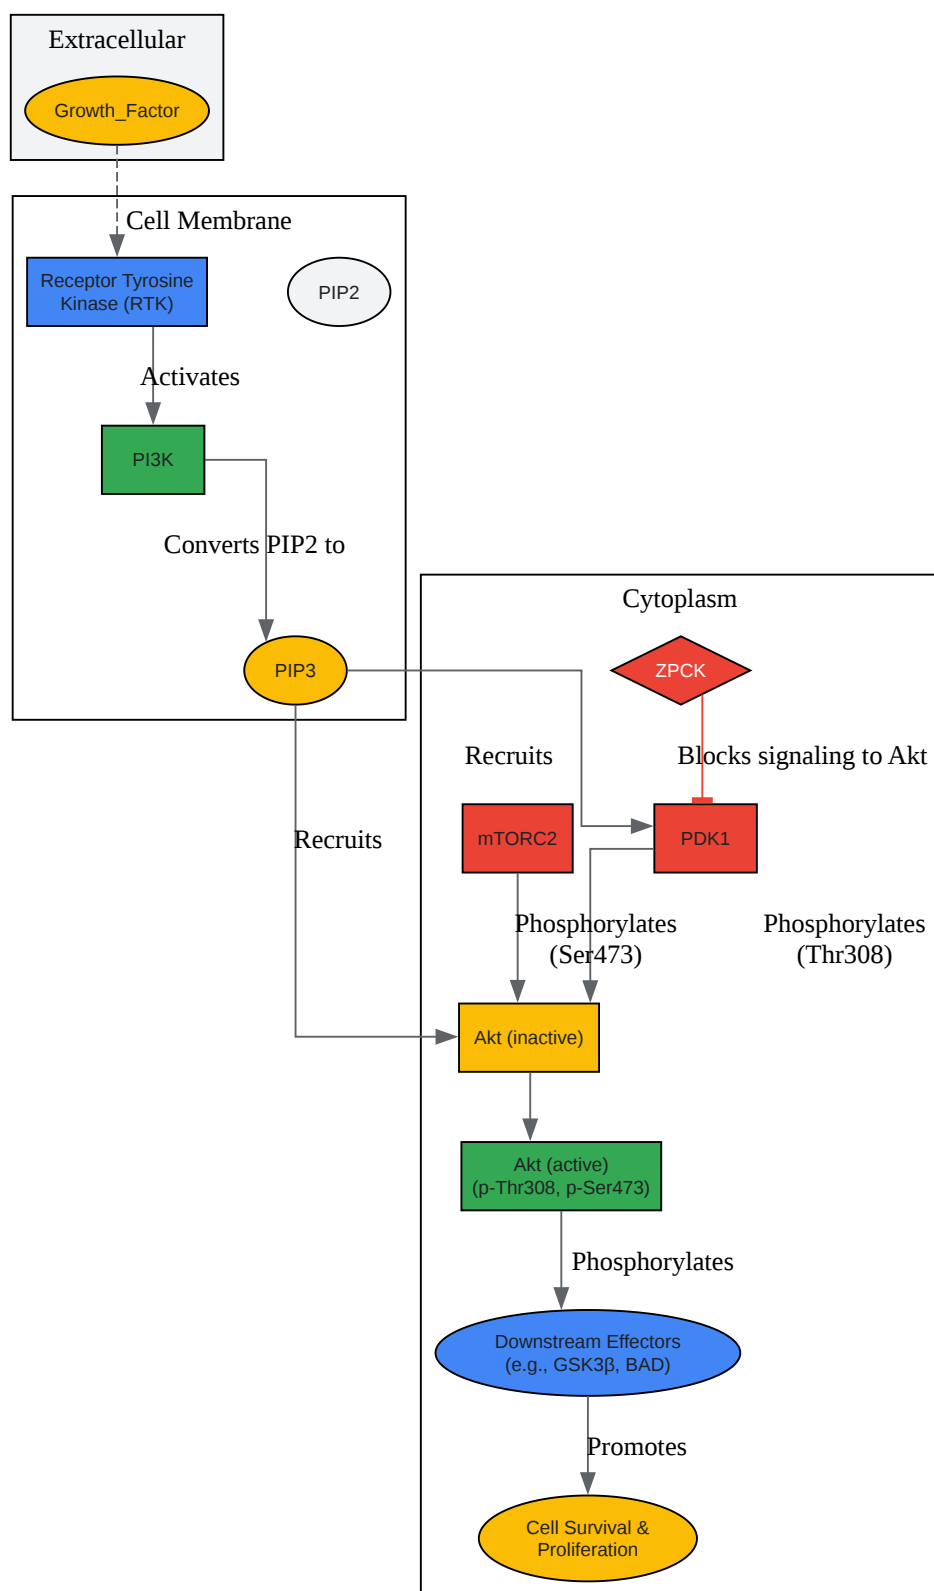 Extracellular
Growth_Factor
Cell Membrane
Receptor Tyrosine
Kinase (RTK)
PIP2
Activates
PI3K
Converts PIP2 to
Cytoplasm
PIP3
ZPCK
Recruits
Blocks signaling to Akt
Recruits
mTORC2
PDK1
Phosphorylates
(Ser473)
Phosphorylates
(Thr308)
Akt (inactive)
Akt (active)
(p-Thr308, p-Ser473)
Phosphorylates
Downstream Effectors
(e.g., GSK3β, BAD)
Promotes
Cell Survival &
Proliferation